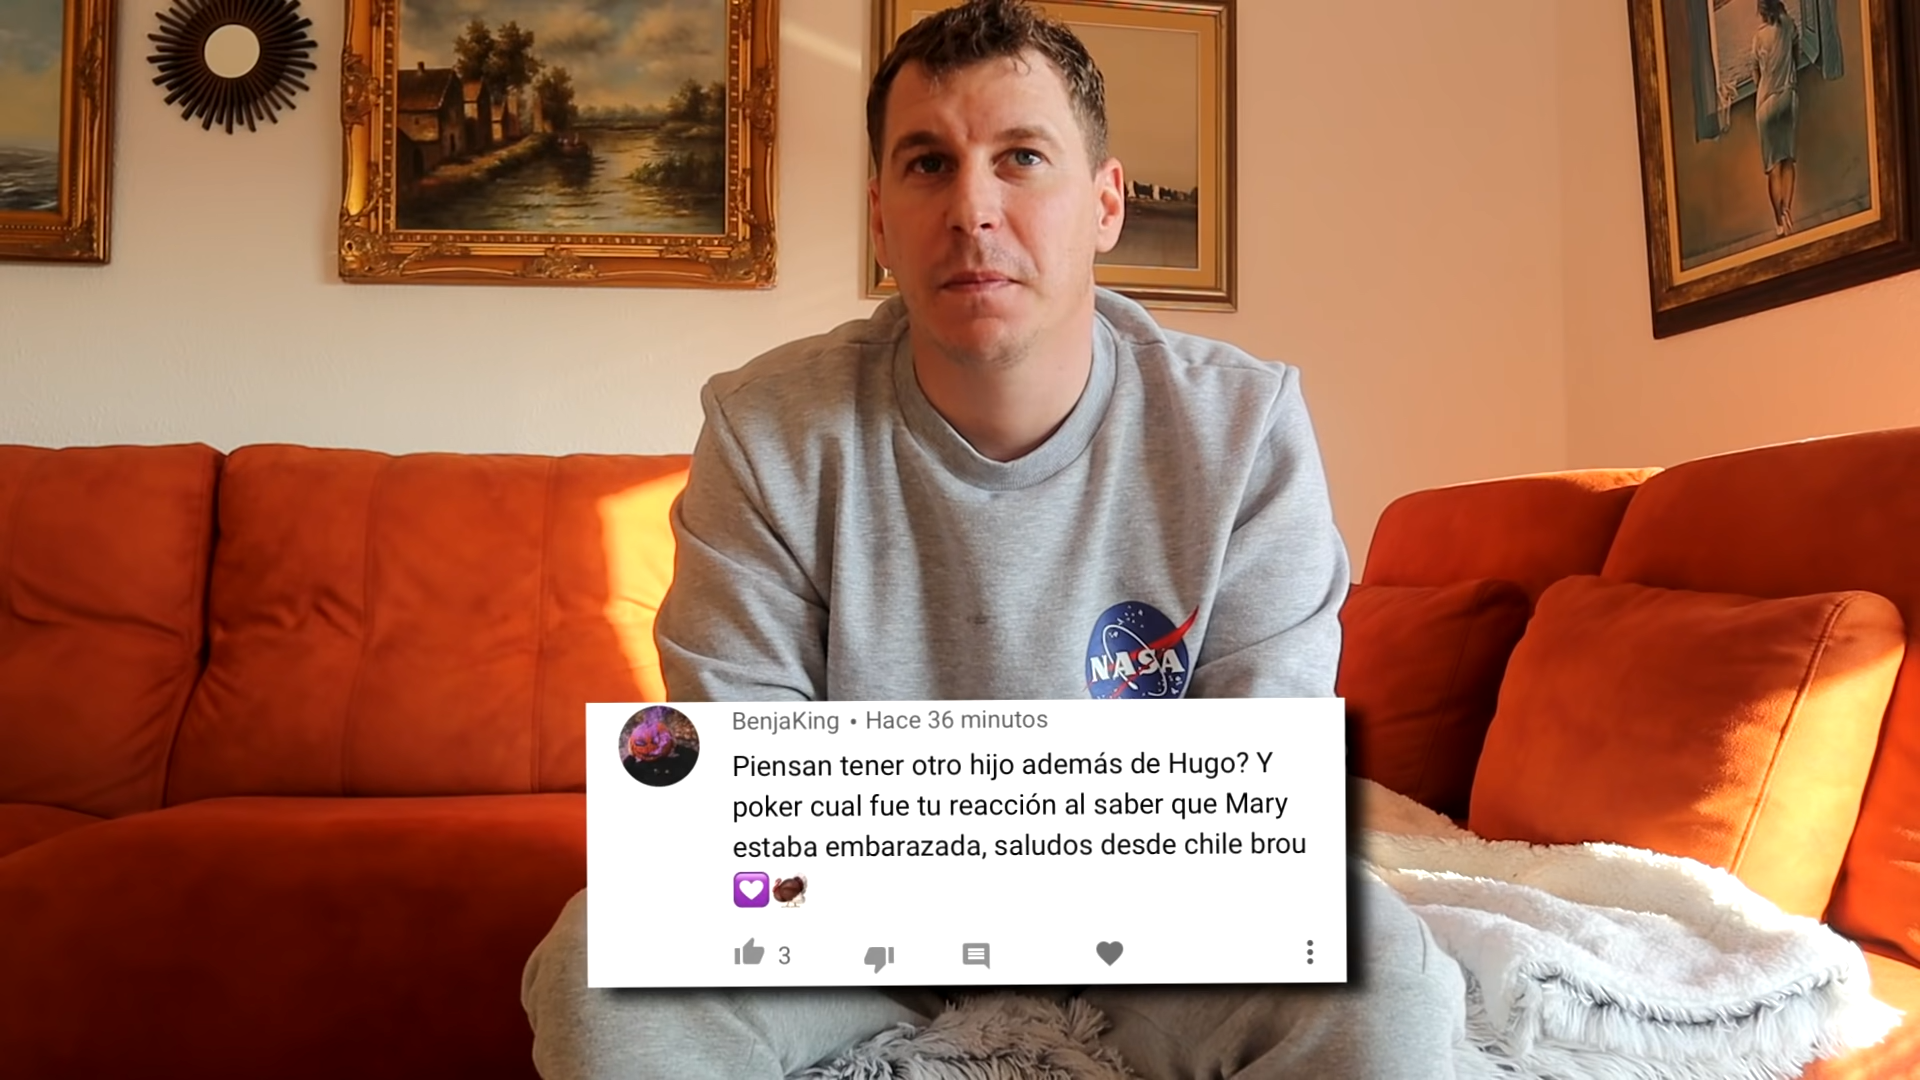 NASA
BenjaKing • Hace 36 minutos
Piensan tener otro hijo además de Hugo? Y
poker cual fue tu reacción al saber que Mary
estaba embarazada, saludos desde chile brou
💟🦃
3